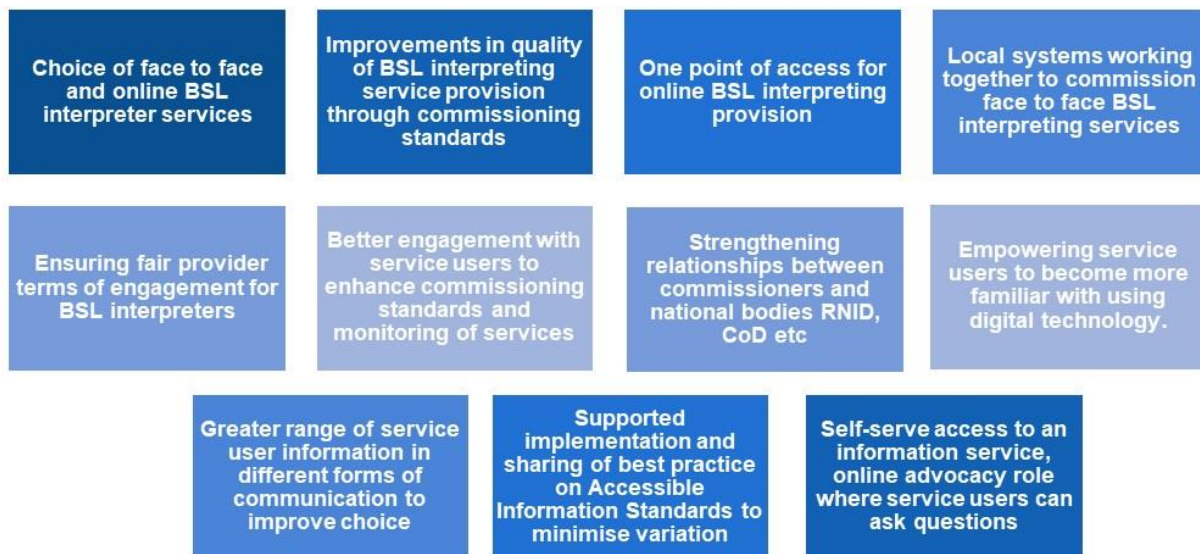 Choice of face to face
and online BSL
interpreter services
Improvements in quality
of BSL interpreting
service provision
through commissioning
standards
One point of access for
online BSL interpreting
provision
Local systems working
together to commission
face to face BSL
interpreting services
Ensuring fair provider
terms of engagement for
BSL interpreters
Better engagement with
service users to
enhance commissioning
standards and
monitoring of services
Strengthening
relationships between
commissioners and
national bodies RNID,
CoD etc
Empowering service
users to become more
familiar with using
digital technology.
Greater range of service
user information in
different forms of
communication to
improve choice
Supported
implementation and
sharing of best practice
on Accessible
Information Standards to
minimise variation
Self-serve access to an
information service,
online advocacy role
where service users can
ask questions